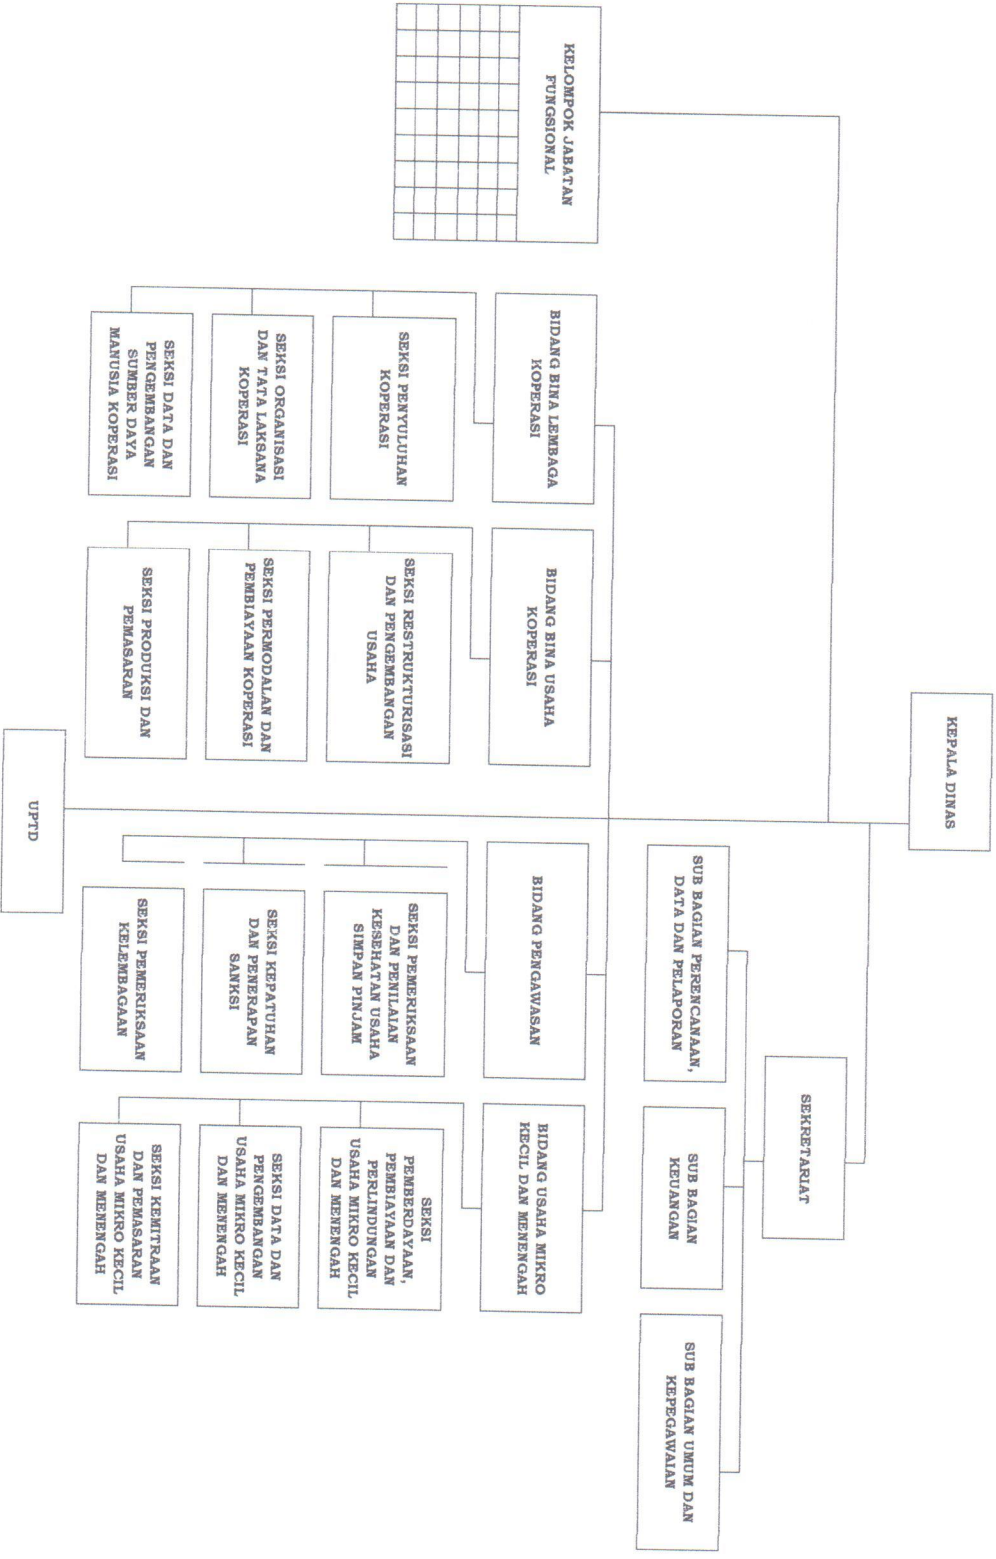 KEPALA DINAS
SEKRETARIAT
SUB BAGIAN PERENCANAAN,
DATA DAN PELAPORAN
SUB BAGIAN
KEUANGAN
SUB BAGIAN UMUM DAN
KEPEGAWAIAN
KELOMPOK JABATAN
FUNGSIONAL
BIDANG BINA LEMBAGA
KOPERASI
SEKSI PENYULUHAN
KOPERASI
SEKSI ORGANISASI
DAN TATA LAKSANA
KOPERASI
SEKSI DATA DAN
PENGEMBANGAN
SUMBER DAYA
MANUSIA KOPERASI
BIDANG BINA USAHA
KOPERASI
SEKSI RESTRUKTURISASI
DAN PENGEMBANGAN
USAHA
SEKSI PERMODALAN DAN
PEMBIAYAAN KOPERASI
SEKSI PRODUKSI DAN
PEMASARAN
BIDANG PENGAWASAN
SEKSI PEMERIKSAAN
DAN PENILAIAN
KESEHATAN USAHA
SIMPAN PINJAM
SEKSI KEPATUHAN
DAN PENERAPAN
SANKSI
SEKSI PEMERIKSAAN
KELEMBAGAAN
BIDANG USAHA MIKRO
KECIL DAN MENENGAH
SEKSI
PEMBERDAYAAN,
PEMBIAYAAN DAN
PERLINDUNGAN
USAHA MIKRO KECIL
DAN MENENGAH
SEKSI DATA DAN
PENGEMBANGAN
USAHA MIKRO KECIL
DAN MENENGAH
SEKSI KEMITRAAN
DAN PEMASARAN
USAHA MIKRO KECIL
DAN MENENGAH
UPTD